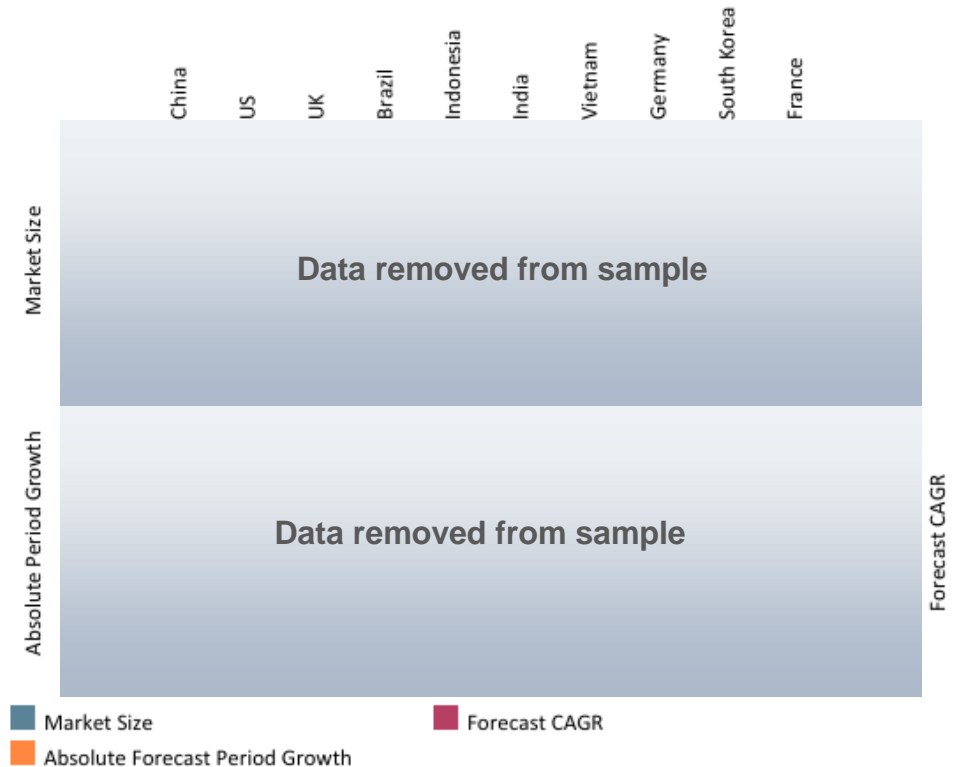 China
US
UK
Brazil
Indonesia
India
Vietnam
Germany
South Korea
France
Market Size
Data removed from sample
Absolute Period Growth
Data removed from sample
Forecast CAGR
Market Size
Forecast CAGR
Absolute Forecast Period Growth